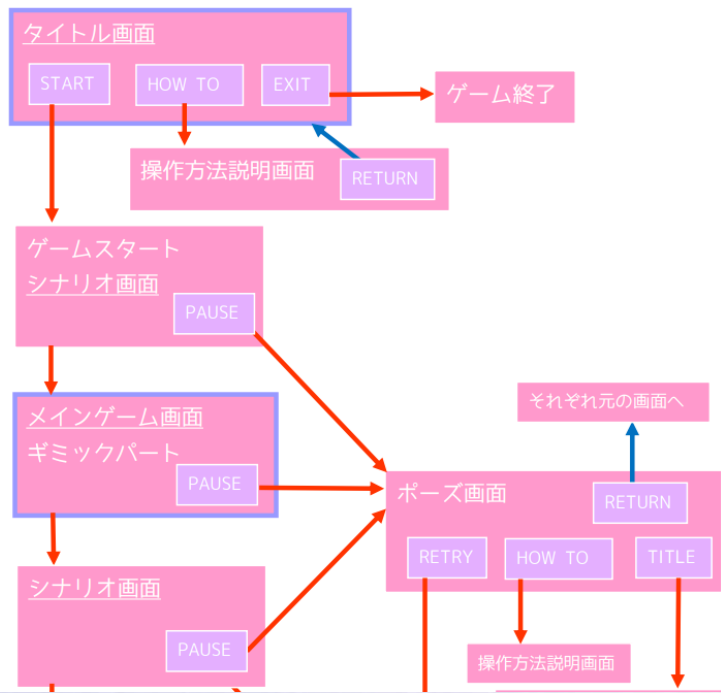 タイトル画面
START
HOW TO
EXIT
ゲーム終了
操作方法説明画面
RETURN
ゲームスタート
シナリオ画面
PAUSE
メインゲーム画面
ギミックパート
PAUSE
それぞれ元の画面へ
ポーズ画面
RETURN
RETRY
HOW TO
TITLE
シナリオ画面
PAUSE
操作方法説明画面